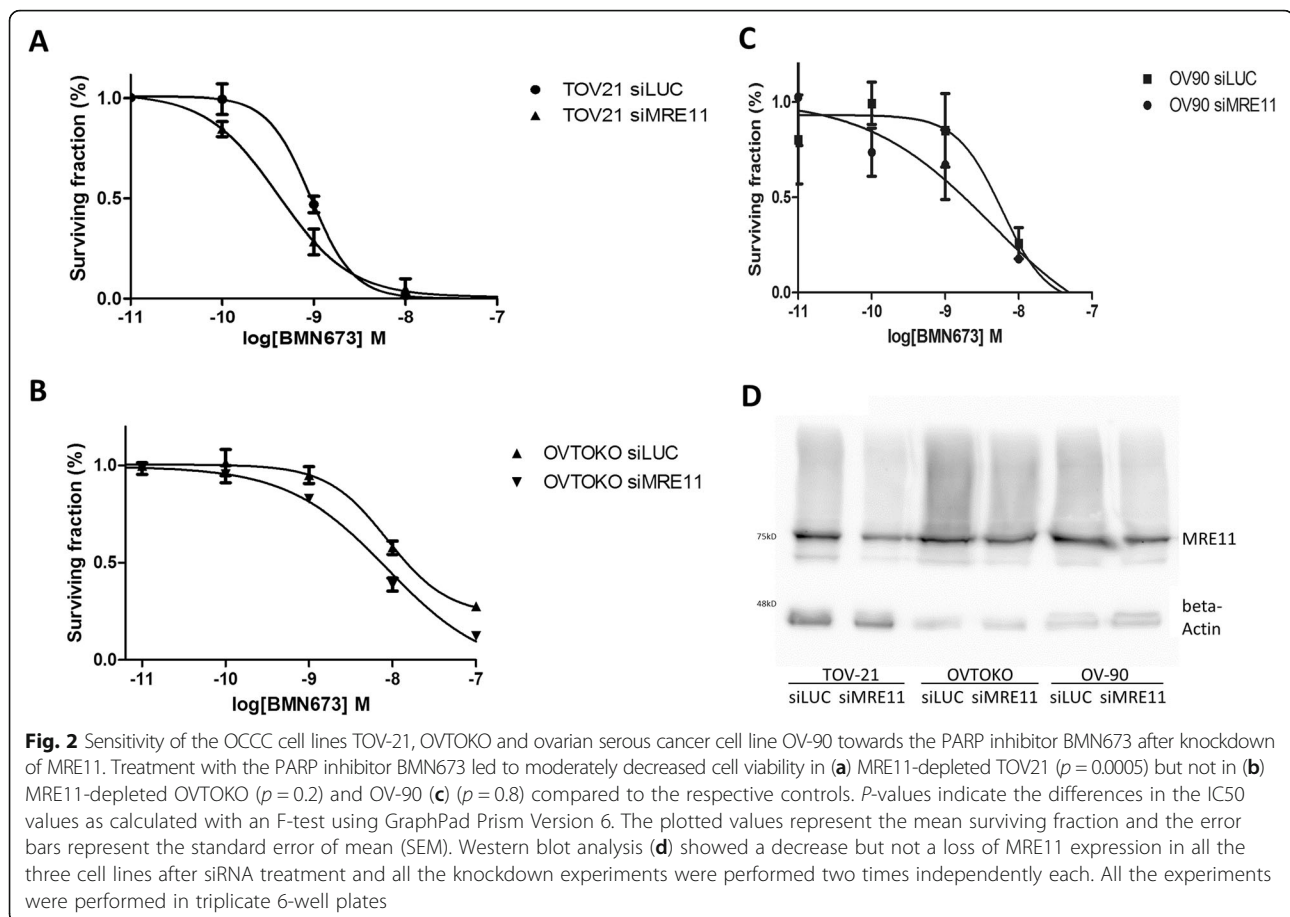 A
Surviving fraction (%)
1.0
0.5
0.0
-11 -10 -9 -8 -7
log[BMN673] M
TOV21 siLUC
TOV21 siMRE11
C
Surviving fraction (%)
1.0
0.5
0.0
-11 -10 -9 -8 -7
log[BMN673] M
OV90 siLUC
OV90 siMRE11
B
Surviving fraction (%)
1.0
0.5
0.0
-11 -10 -9 -8 -7
log[BMN673] M
OVTOKO siLUC
OVTOKO siMRE11
D
75kD
MRE11
48kD
beta-
Actin
TOV-21 OVTOKO OV-90
siLUC siMRE11 siLUC siMRE11 siLUC siMRE11
Fig. 2 Sensitivity of the OCCC cell lines TOV-21, OVTOKO and ovarian serous cancer cell line OV-90 towards the PARP inhibitor BMN673 after knockdown
of MRE11. Treatment with the PARP inhibitor BMN673 led to moderately decreased cell viability in (a) MRE11-depleted TOV21 (p = 0.0005) but not in (b)
MRE11-depleted OVTOKO (p = 0.2) and OV-90 (c) (p = 0.8) compared to the respective controls. P-values indicate the differences in the IC50
values as calculated with an F-test using GraphPad Prism Version 6. The plotted values represent the mean surviving fraction and the error
bars represent the standard error of mean (SEM). Western blot analysis (d) showed a decrease but not a loss of MRE11 expression in all the
three cell lines after siRNA treatment and all the knockdown experiments were performed two times independently each. All the experiments
were performed in triplicate 6-well plates